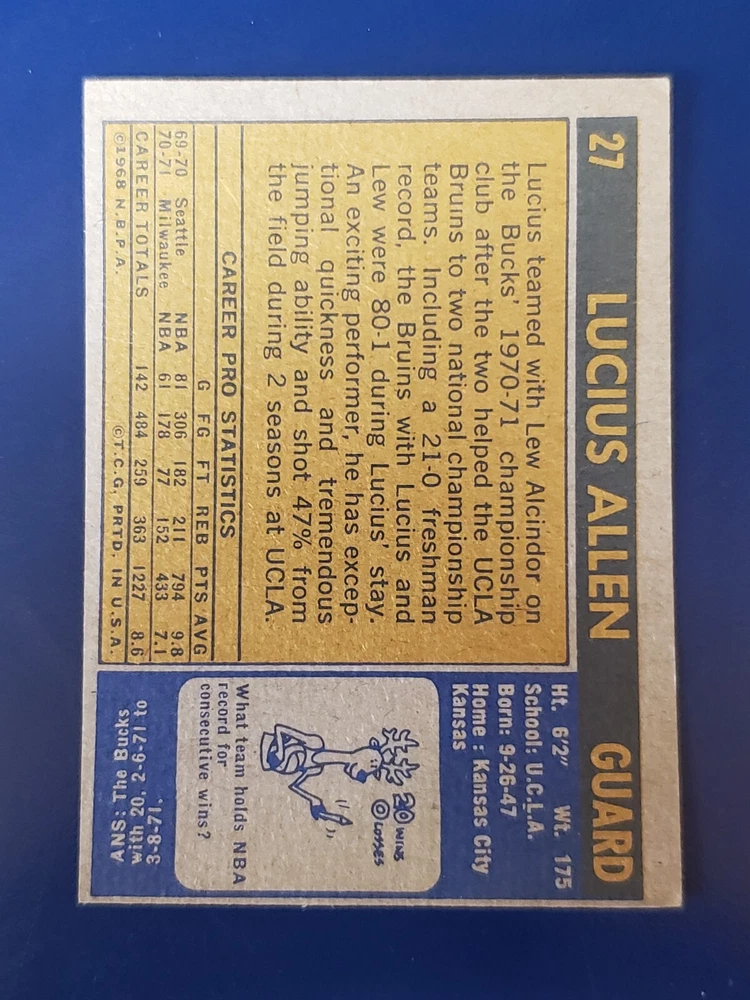 27 LUCIUS ALLEN GUARD
Lucius teamed with Lew Alcindor on
the Bucks' 1970-71 championship
club after the two helped the UCLA
Bruins to two national championship
teams. Including a 21-0 freshman
record, the Bruins with Lucius and
Lew were 80-1 during Lucius' stay.
An exciting performer, he has excep-
tional quickness and tremendous
jumping ability and shot 47% from
the field during 2 seasons at UCLA.
CAREER PRO STATISTICS
G FG FT REB PTS AVG
69-70 Seattle NBA 81 306 182 211 794 9.8
70-71 Milwaukee NBA 61 178 77 152 433 7.1
CAREER TOTALS 142 484 259 363 1227 8.6
©1968 N.B.P.A. ©T.C.G. PRTD. IN U.S.A.
Ht. 6'2" Wt. 175
School: U.C.L.A.
Born: 9-26-47
Home: Kansas City
Kansas
20 WINS
0 LOSSES
What team holds NBA
record for
consecutive wins?
ANS: The Bucks
with 20, 2-6-71 to
3-8-71.